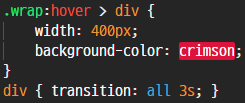 .wrap:hover > div {
    width: 400px;
    background-color: crimson;
}
div { transition: all 3s; }